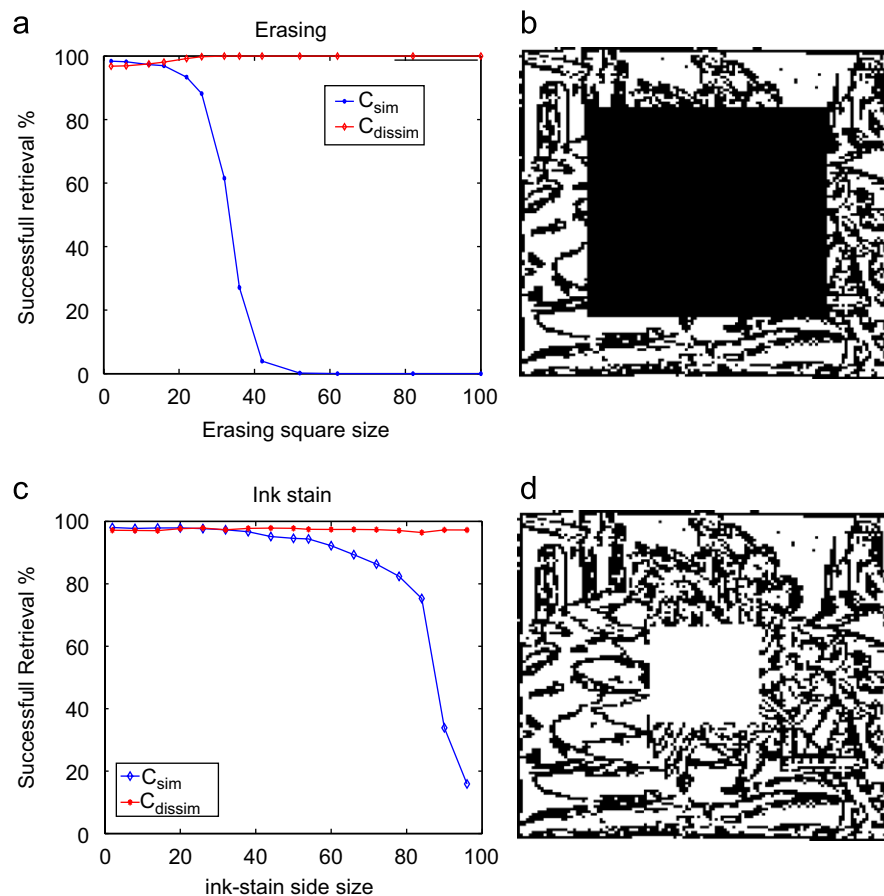 a
Erasing
100
80
60
40
20
0
Successfull retrieval %
C_sim
C_dissim
0 20 40 60 80 100
Erasing square size
b
c
Ink stain
100
80
60
40
20
0
Successfull Retrieval %
C_sim
C_dissim
0 20 40 60 80 100
ink-stain side size
d